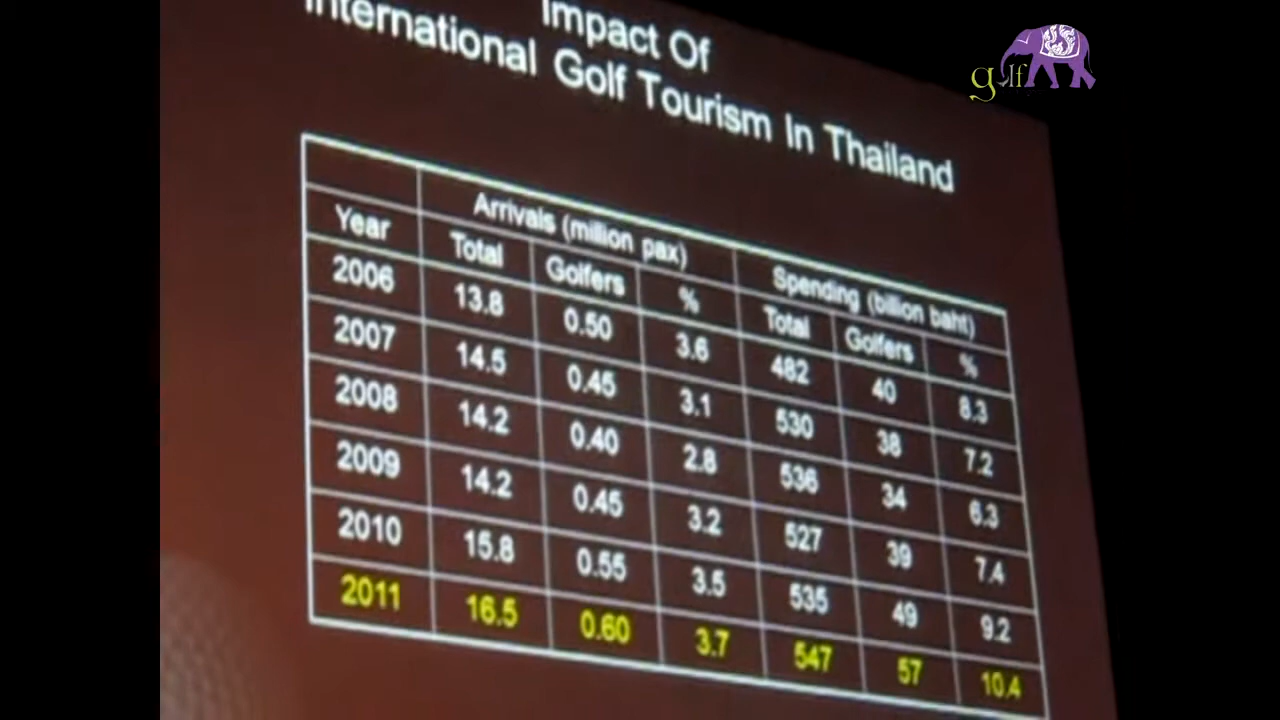 Impact Of
International Golf Tourism In Thailand
golf
Arrivals (million pax) Spending (billion baht)
Year Total Golfers % Total Golfers %
2006 13.8 0.50 3.6 482 40 8.3
2007 14.5 0.45 3.1 530 38 7.2
2008 14.2 0.40 2.8 536 34 6.3
2009 14.2 0.45 3.2 527 39 7.4
2010 15.8 0.55 3.5 535 49 9.2
2011 16.5 0.60 3.7 547 57 10.4